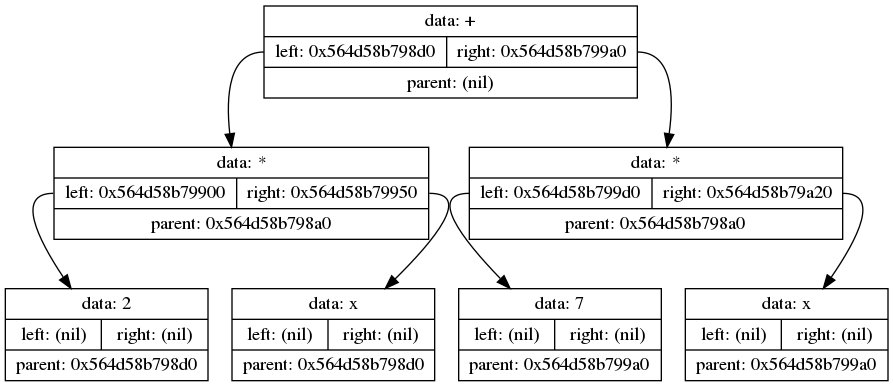 data: +
left: 0x564d58b798d0 right: 0x564d58b799a0
parent: (nil)
data: *
left: 0x564d58b79900 right: 0x564d58b79950
parent: 0x564d58b798a0
data: *
left: 0x564d58b799d0 right: 0x564d58b79a20
parent: 0x564d58b798a0
data: 2
left: (nil) right: (nil)
parent: 0x564d58b798d0
data: x
left: (nil) right: (nil)
parent: 0x564d58b798d0
data: 7
left: (nil) right: (nil)
parent: 0x564d58b799a0
data: x
left: (nil) right: (nil)
parent: 0x564d58b799a0